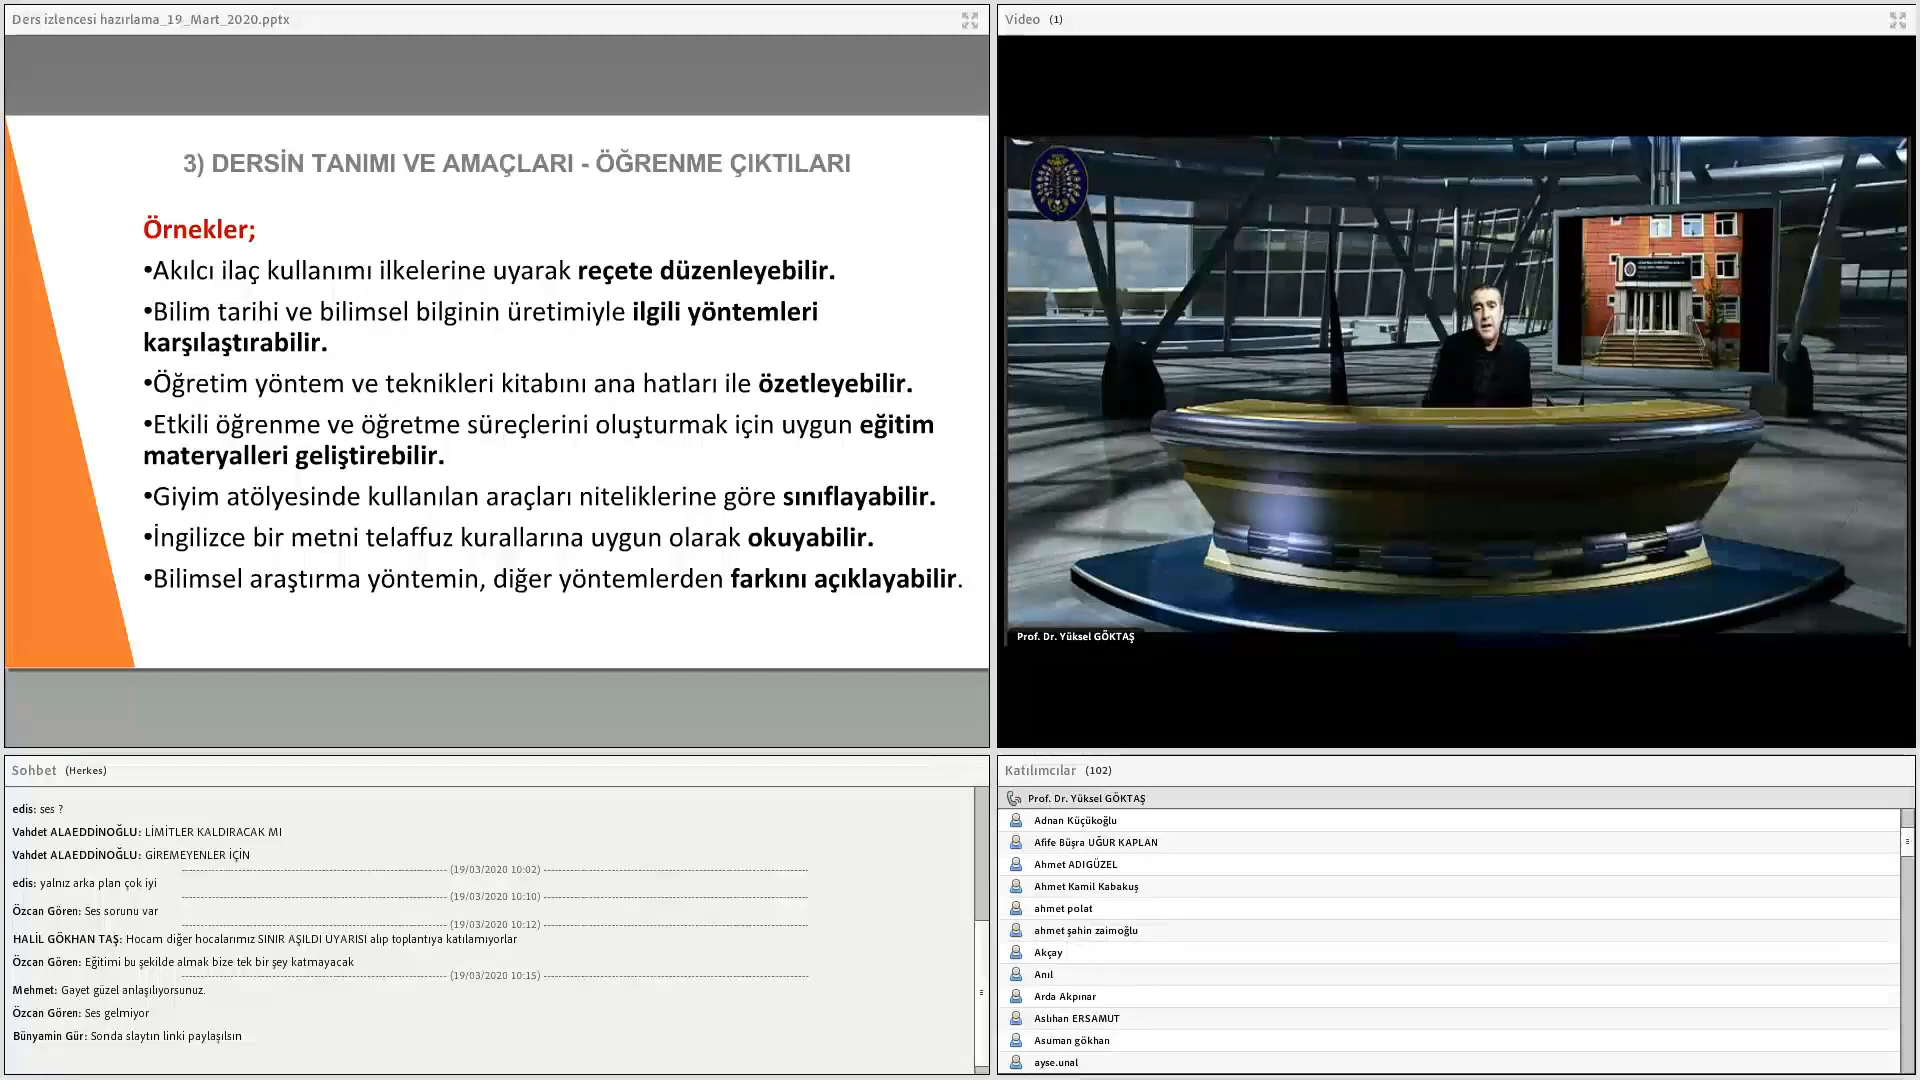 Ders izlencesi hazırlama_19_Mart_2020.pptx
3) DERSİN TANIMI VE AMAÇLARI - ÖĞRENME ÇIKTILARI
Örnekler;
•Akılcı ilaç kullanımı ilkelerine uyarak reçete düzenleyebilir.
•Bilim tarihi ve bilimsel bilginin üretimiyle ilgili yöntemleri
karşılaştırabilir.
•Öğretim yöntem ve teknikleri kitabını ana hatları ile özetleyebilir.
•Etkili öğrenme ve öğretme süreçlerini oluşturmak için uygun eğitim
materyalleri geliştirebilir.
•Giyim atölyesinde kullanılan araçları niteliklerine göre sınıflayabilir.
•İngilizce bir metni telaffuz kurallarına uygun olarak okuyabilir.
•Bilimsel araştırma yöntemin, diğer yöntemlerden farkını açıklayabilir.
Video (1)
Prof. Dr. Yüksel GÖKTAŞ
Sohbet (Herkes)
edis: ses ?
Vahdet ALAEDDİNOĞLU: LİMİTLER KALDIRACAK MI
Vahdet ALAEDDİNOĞLU: GİREMEYENLER İÇİN
(19/03/2020 10:02)
edis: yalnız arka plan çok iyi
(19/03/2020 10:10)
Özcan Gören: Ses sorunu var
(19/03/2020 10:12)
HALİL GÖKHAN TAŞ: Hocam diğer hocalarımız SINIR AŞILDI UYARISI alıp toplantıya katılamıyorlar
Özcan Gören: Eğitimi bu şekilde almak bize tek bir şey katmayacak
(19/03/2020 10:15)
Mehmet: Gayet güzel anlaşılıyorsunuz.
Özcan Gören: Ses gelmiyor
Bünyamin Gür: Sonda slaytın linki paylaşılsın
Katılımcılar (102)
Prof. Dr. Yüksel GÖKTAŞ
Adnan Küçükoğlu
Afife Büşra UĞUR KAPLAN
Ahmet ADIGÜZEL
Ahmet Kamil Kabakuş
ahmet polat
ahmet şahin zaimoğlu
Akçay
Anıl
Arda Akpınar
Aslıhan ERSAMUT
Asuman gökhan
ayse.unal